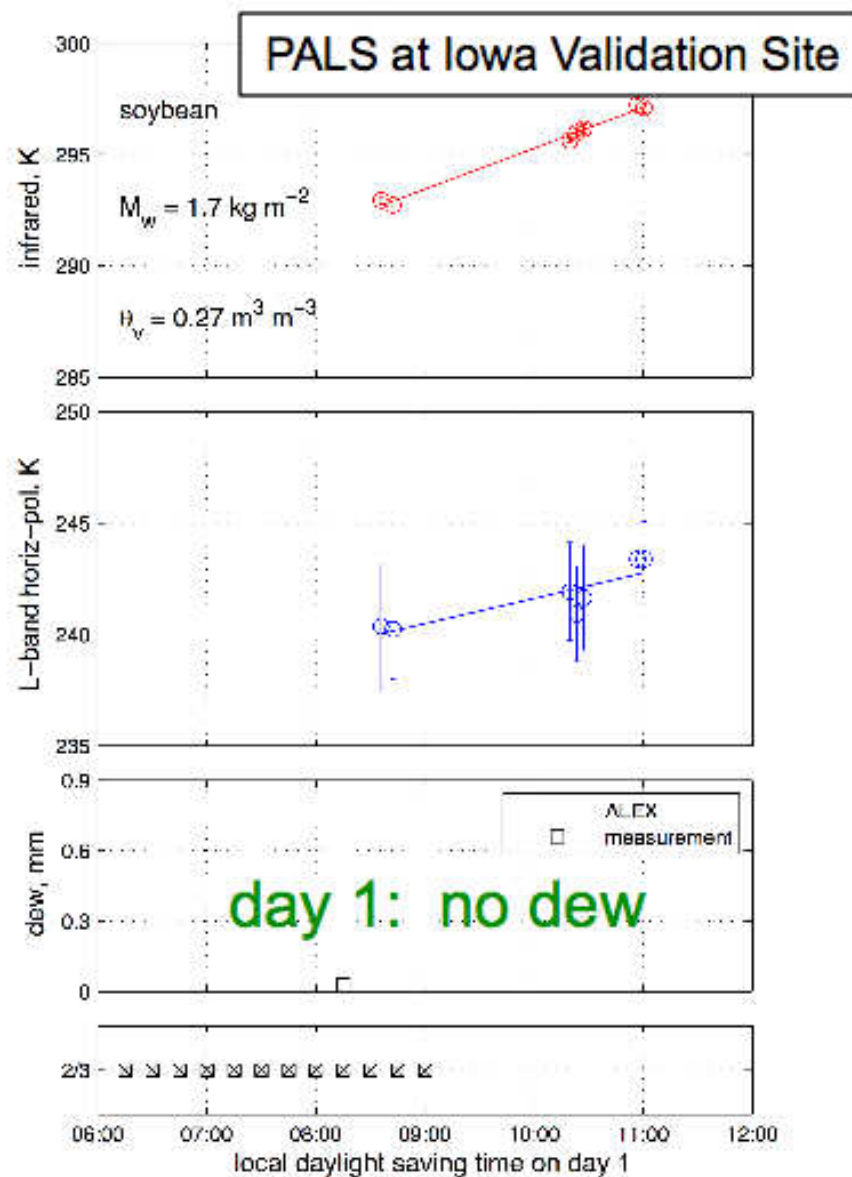 PALS at Iowa Validation Site
300
295
290
285
infrared, K
soybean
M_w = 1.7 kg m^−2
θ_v = 0.27 m^3 m^−3
250
245
240
235
L−band horiz−pol, K
0.9
0.6
0.3
0
dew, mm
ALEX
measurement
day 1: no dew
2/3
06:00 07:00 08:00 09:00 10:00 11:00 12:00
local daylight saving time on day 1